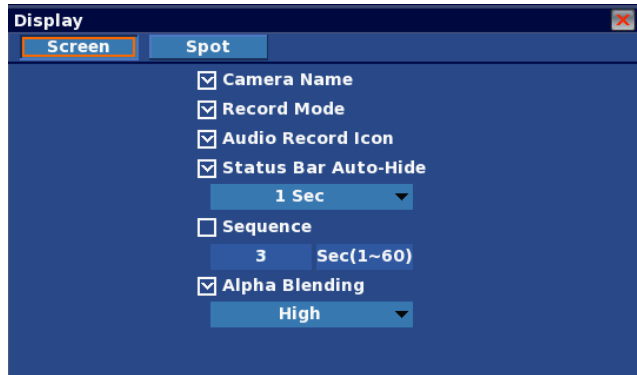 Display
Screen Spot
Camera Name
Record Mode
Audio Record Icon
Status Bar Auto-Hide
1 Sec
Sequence
3 Sec(1~60)
Alpha Blending
High